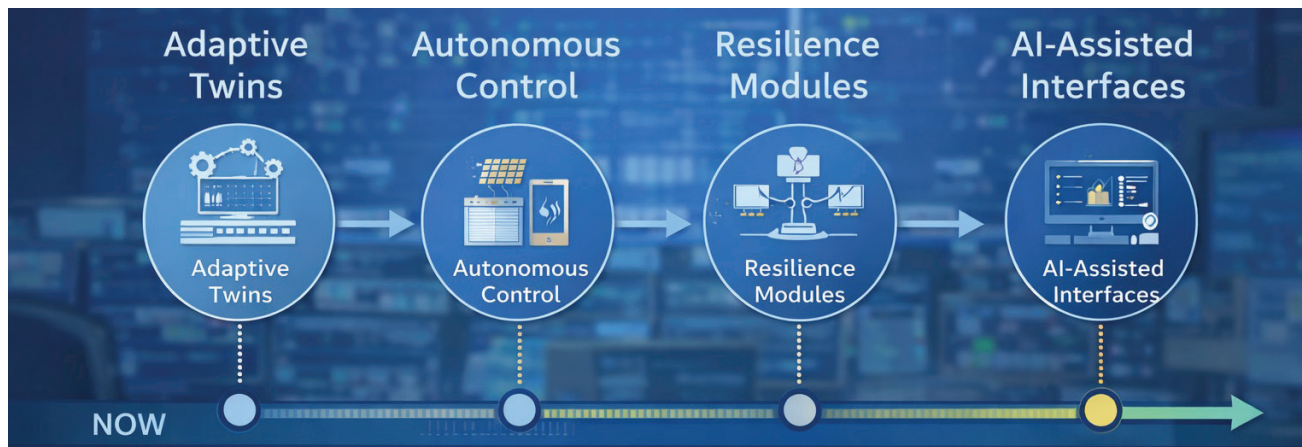 Adaptive
Twins
Autonomous
Control
Resilience
Modules
AI-Assisted
Interfaces
Adaptive
Twins
Autonomous
Control
Resilience
Modules
AI-Assisted
Interfaces
NOW